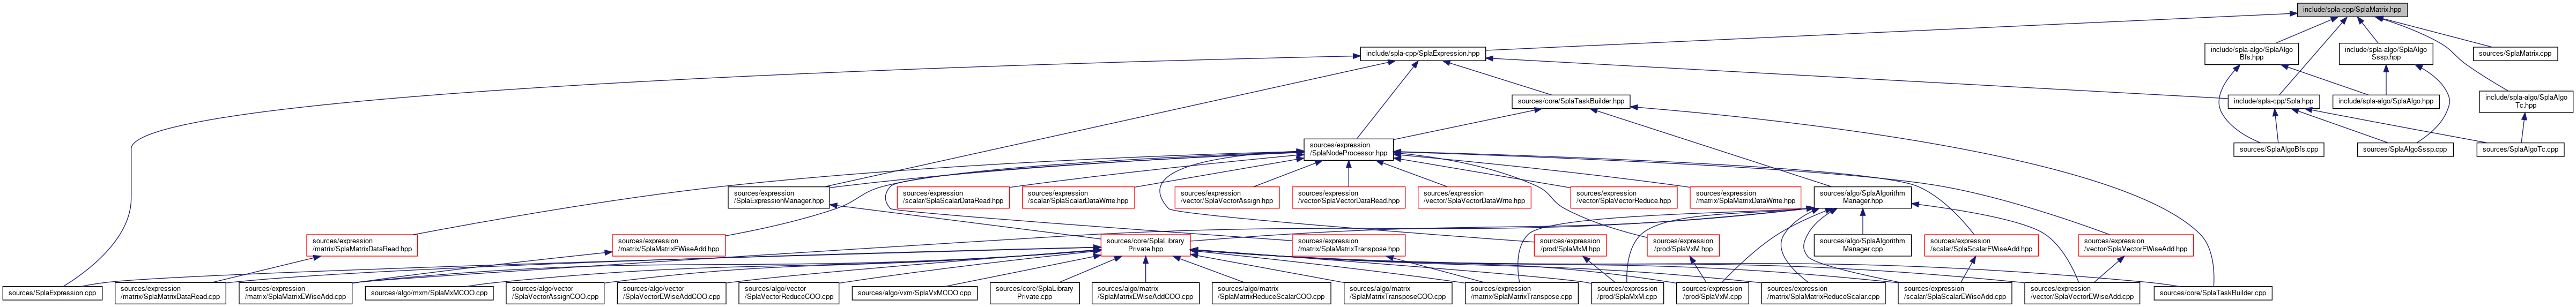 include/spla-cpp/SplaMatrix.hpp
include/spla-cpp/SplaExpression.hpp
include/spla-algo/SplaAlgo
Bfs.hpp
include/spla-algo/SplaAlgo
Sssp.hpp
sources/SplaMatrix.cpp
sources/core/SplaTaskBuilder.hpp
include/spla-cpp/Spla.hpp
include/spla-algo/SplaAlgo.hpp
include/spla-algo/SplaAlgo
Tc.hpp
sources/expression
/SplaNodeProcessor.hpp
sources/SplaAlgoBfs.cpp
sources/SplaAlgoSssp.cpp
sources/SplaAlgoTc.cpp
sources/expression
/SplaExpressionManager.hpp
sources/expression
/scalar/SplaScalarDataRead.hpp
sources/expression
/scalar/SplaScalarDataWrite.hpp
sources/expression
/vector/SplaVectorAssign.hpp
sources/expression
/vector/SplaVectorDataRead.hpp
sources/expression
/vector/SplaVectorDataWrite.hpp
sources/expression
/vector/SplaVectorReduce.hpp
sources/expression
/matrix/SplaMatrixDataWrite.hpp
sources/algo/SplaAlgorithm
Manager.hpp
sources/expression
/matrix/SplaMatrixDataRead.hpp
sources/expression
/matrix/SplaMatrixEWiseAdd.hpp
sources/core/SplaLibrary
Private.hpp
sources/expression
/matrix/SplaMatrixTranspose.hpp
sources/expression
/prod/SplaMxM.hpp
sources/expression
/prod/SplaVxM.hpp
sources/algo/SplaAlgorithm
Manager.cpp
sources/expression
/scalar/SplaScalarEWiseAdd.hpp
sources/expression
/vector/SplaVectorEWiseAdd.hpp
sources/SplaExpression.cpp
sources/expression
/matrix/SplaMatrixDataRead.cpp
sources/expression
/matrix/SplaMatrixEWiseAdd.cpp
sources/algo/mxm/SplaMxMCOO.cpp
sources/algo/vector
/SplaVectorAssignCOO.cpp
sources/algo/vector
/SplaVectorEWiseAddCOO.cpp
sources/algo/vector
/SplaVectorReduceCOO.cpp
sources/algo/vxm/SplaVxMCOO.cpp
sources/core/SplaLibrary
Private.cpp
sources/algo/matrix
/SplaMatrixEWiseAddCOO.cpp
sources/algo/matrix
/SplaMatrixReduceScalarCOO.cpp
sources/algo/matrix
/SplaMatrixTransposeCOO.cpp
sources/expression
/matrix/SplaMatrixTranspose.cpp
sources/expression
/prod/SplaMxM.cpp
sources/expression
/prod/SplaVxM.cpp
sources/expression
/matrix/SplaMatrixReduceScalar.cpp
sources/expression
/scalar/SplaScalarEWiseAdd.cpp
sources/expression
/vector/SplaVectorEWiseAdd.cpp
sources/core/SplaTaskBuilder.cpp